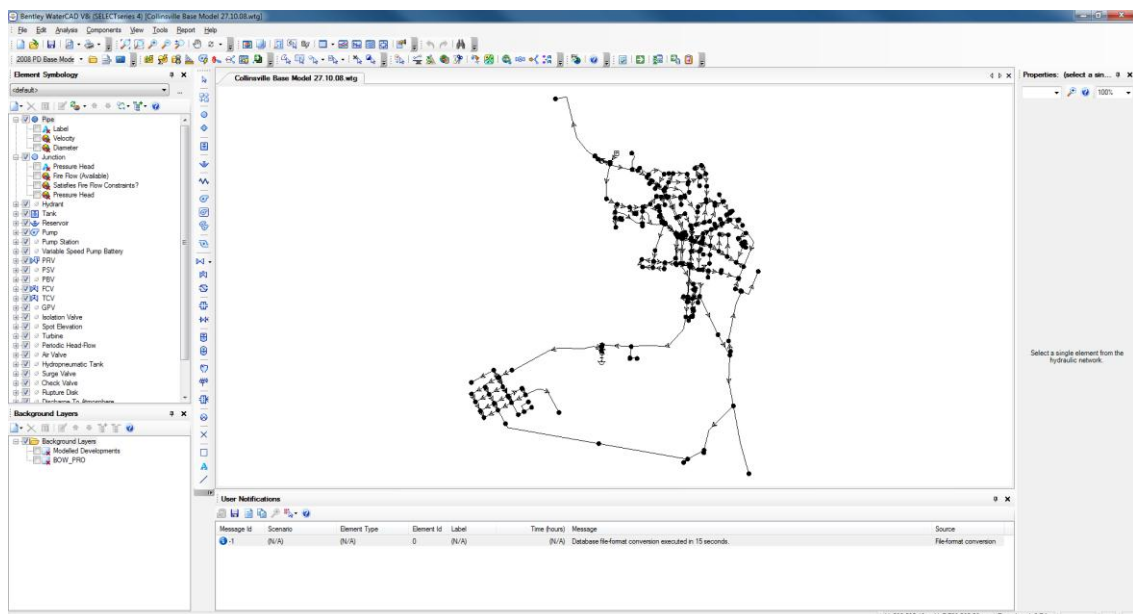 Bentley WaterCAD V8i (SELECTseries 4) [Collinsville Base Model 27.10.08.wtg]
File Edit Analysis Components View Tools Report Help
2008 PD Base Mode
Element Symbology
<default>
Pipe
Label
Velocity
Diameter
Junction
Pressure Head
Fire Flow (Available)
Satisfies Fire Flow Constraints?
Pressure Head
Hydrant
Tank
Reservoir
Pump
Pump Station
Variable Speed Pump Battery
PRV
PSV
PBV
FCV
TCV
GPV
Isolation Valve
Spot Elevation
Turbine
Periodic Head-Flow
Air Valve
Hydropneumatic Tank
Surge Valve
Check Valve
Rupture Disk
Discharge To Atmosphere
Background Layers
Background Layers
Modelled Developments
BOW_PRO
Collinsville Base Model 27.10.08.wtg
Properties: (select a sin...
100%
Select a single element from the
hydraulic network.
User Notifications
Message Id Scenario Element Type Element Id Label Time (hours) Message Source
-1 (N/A) (N/A) 0 (N/A) (N/A) Database file-format conversion executed in 15 seconds. File-format conversion